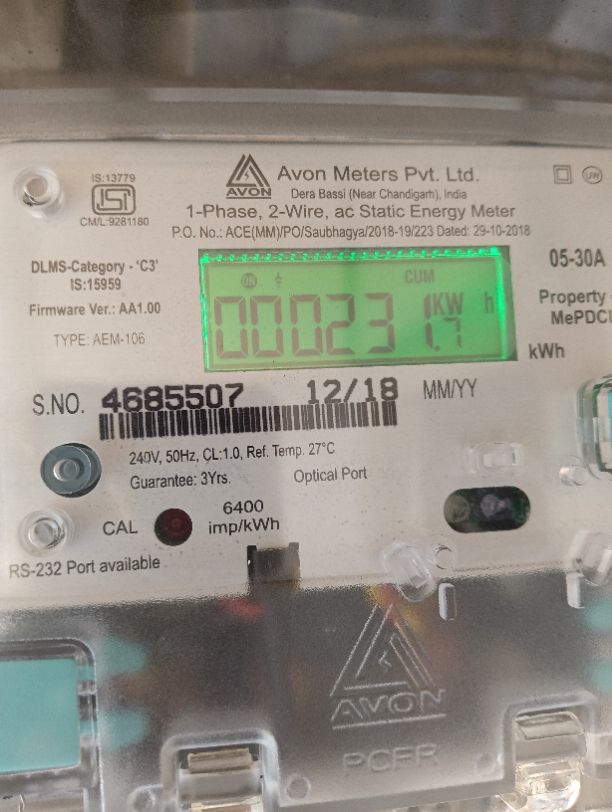 IS:13779
ISI
CM/L:9281180
AVON
Avon Meters Pvt. Ltd.
Dera Bassi (Near Chandigarh), India
1-Phase, 2-Wire, ac Static Energy Meter
P.O. No.: ACE(MM)/PO/Saubhagya/2018-19/223 Dated: 29-10-2018
UW
DLMS-Category - 'C3'
IS:15959
Firmware Ver.: AA1.00
TYPE: AEM-106
ON
CUM
000231.7
KW h
05-30A
Property
MePDCL
kWh
S.NO. 4685507 12/18 MM/YY
240V, 50Hz, CL:1.0, Ref. Temp. 27°C
Guarantee: 3Yrs.
Optical Port
CAL
6400
imp/kWh
RS-232 Port available
AVON